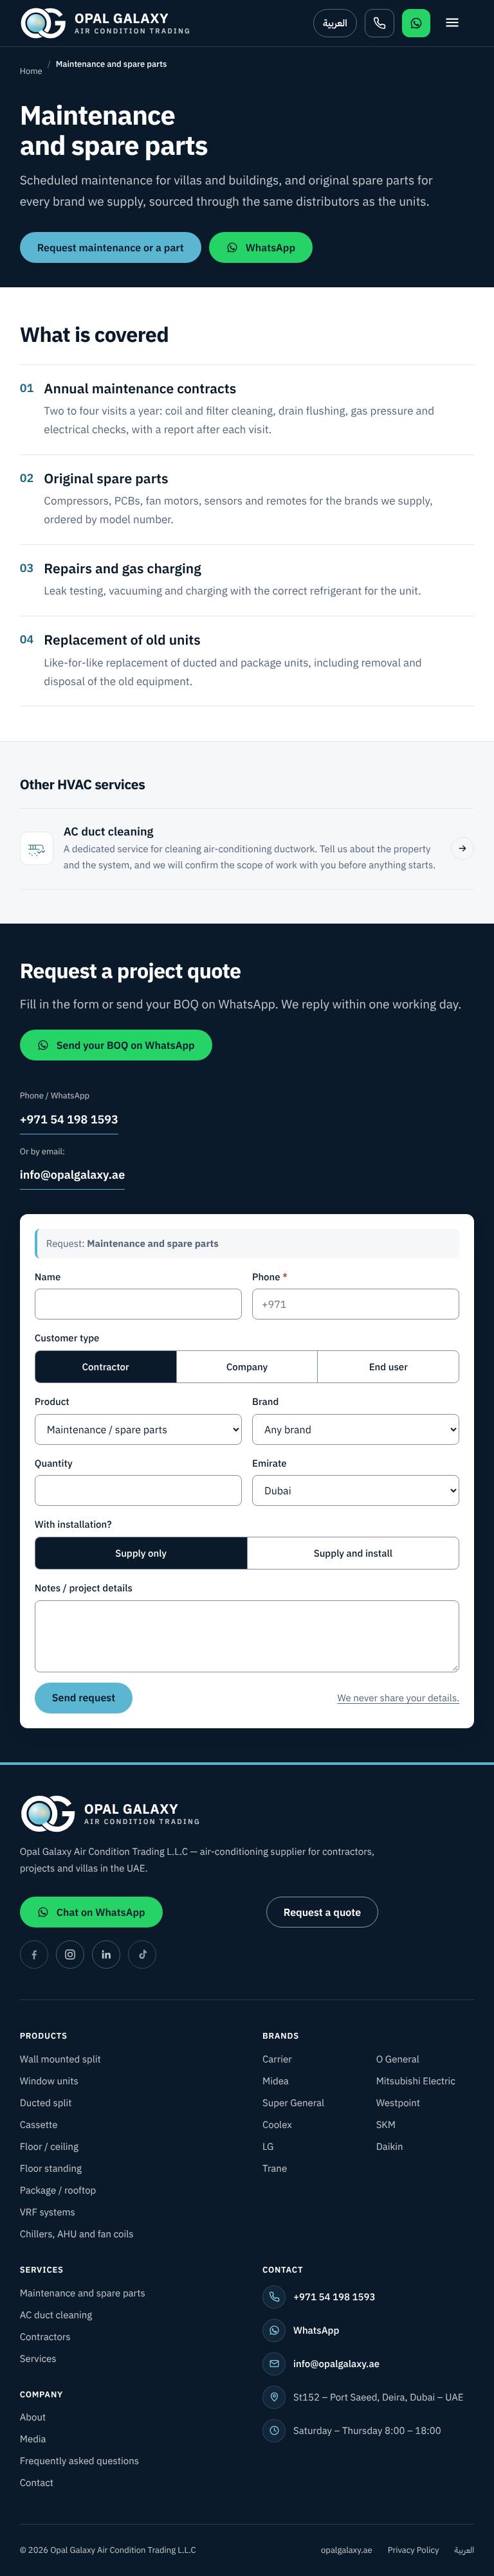 OPAL GALAXY
AIR CONDITION TRADING
العربية
Home / Maintenance and spare parts
Maintenance
and spare parts
Scheduled maintenance for villas and buildings, and original spare parts for
every brand we supply, sourced through the same distributors as the units.
Request maintenance or a part
WhatsApp
What is covered
01 Annual maintenance contracts
Two to four visits a year: coil and filter cleaning, drain flushing, gas pressure and
electrical checks, with a report after each visit.
02 Original spare parts
Compressors, PCBs, fan motors, sensors and remotes for the brands we supply,
ordered by model number.
03 Repairs and gas charging
Leak testing, vacuuming and charging with the correct refrigerant for the unit.
04 Replacement of old units
Like-for-like replacement of ducted and package units, including removal and
disposal of the old equipment.
Other HVAC services
AC duct cleaning
A dedicated service for cleaning air-conditioning ductwork. Tell us about the property
and the system, and we will confirm the scope of work with you before anything starts.
Request a project quote
Fill in the form or send your BOQ on WhatsApp. We reply within one working day.
Send your BOQ on WhatsApp
Phone / WhatsApp
+971 54 198 1593
Or by email:
info@opalgalaxy.ae
Request: Maintenance and spare parts
Name
Phone *
+971
Customer type
Contractor
Company
End user
Product
Brand
Maintenance / spare parts
Any brand
Quantity
Emirate
Dubai
With installation?
Supply only
Supply and install
Notes / project details
Send request
We never share your details.
OPAL GALAXY
AIR CONDITION TRADING
Opal Galaxy Air Condition Trading L.L.C — air-conditioning supplier for contractors,
projects and villas in the UAE.
Chat on WhatsApp
Request a quote
PRODUCTS
Wall mounted split
Window units
Ducted split
Cassette
Floor / ceiling
Floor standing
Package / rooftop
VRF systems
Chillers, AHU and fan coils
BRANDS
Carrier
O General
Midea
Mitsubishi Electric
Super General
Westpoint
Coolex
SKM
LG
Daikin
Trane
SERVICES
Maintenance and spare parts
AC duct cleaning
Contractors
Services
COMPANY
About
Media
Frequently asked questions
Contact
CONTACT
+971 54 198 1593
WhatsApp
info@opalgalaxy.ae
St152 – Port Saeed, Deira, Dubai – UAE
Saturday – Thursday 8:00 – 18:00
© 2026 Opal Galaxy Air Condition Trading L.L.C
opalgalaxy.ae
Privacy Policy
العربية